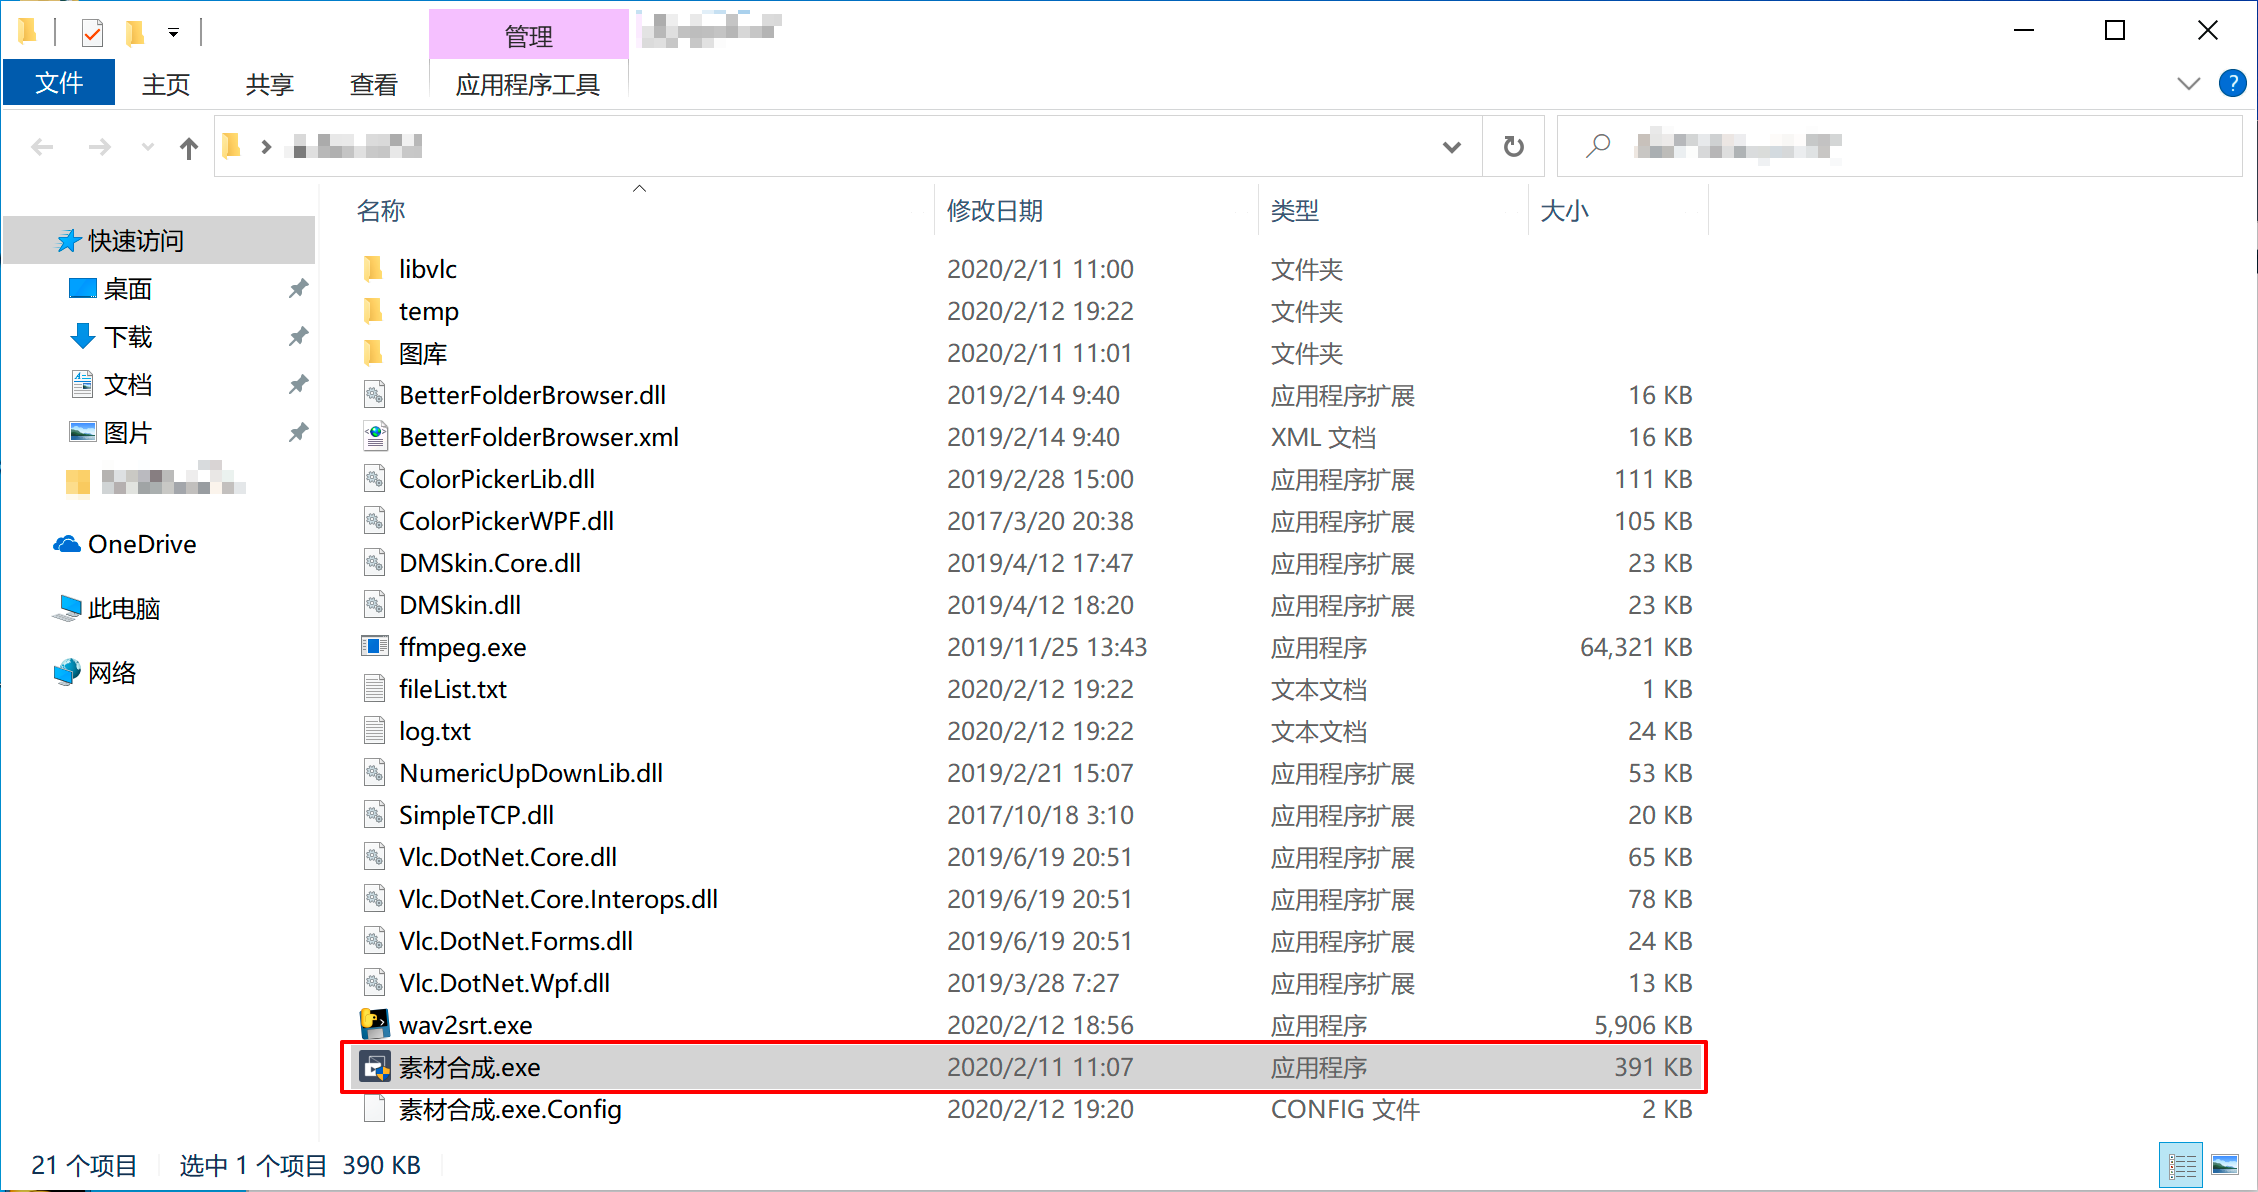 管理
文件 主页 共享 查看 应用程序工具
?
名称 修改日期 类型 大小
快速访问
桌面
下载
文档
图片
OneDrive
此电脑
网络
libvlc 2020/2/11 11:00 文件夹
temp 2020/2/12 19:22 文件夹
图库 2020/2/11 11:01 文件夹
BetterFolderBrowser.dll 2019/2/14 9:40 应用程序扩展 16 KB
BetterFolderBrowser.xml 2019/2/14 9:40 XML 文档 16 KB
ColorPickerLib.dll 2019/2/28 15:00 应用程序扩展 111 KB
ColorPickerWPF.dll 2017/3/20 20:38 应用程序扩展 105 KB
DMSkin.Core.dll 2019/4/12 17:47 应用程序扩展 23 KB
DMSkin.dll 2019/4/12 18:20 应用程序扩展 23 KB
ffmpeg.exe 2019/11/25 13:43 应用程序 64,321 KB
fileList.txt 2020/2/12 19:22 文本文档 1 KB
log.txt 2020/2/12 19:22 文本文档 24 KB
NumericUpDownLib.dll 2019/2/21 15:07 应用程序扩展 53 KB
SimpleTCP.dll 2017/10/18 3:10 应用程序扩展 20 KB
Vlc.DotNet.Core.dll 2019/6/19 20:51 应用程序扩展 65 KB
Vlc.DotNet.Core.Interops.dll 2019/6/19 20:51 应用程序扩展 78 KB
Vlc.DotNet.Forms.dll 2019/6/19 20:51 应用程序扩展 24 KB
Vlc.DotNet.Wpf.dll 2019/3/28 7:27 应用程序扩展 13 KB
wav2srt.exe 2020/2/12 18:56 应用程序 5,906 KB
素材合成.exe 2020/2/11 11:07 应用程序 391 KB
素材合成.exe.Config 2020/2/12 19:20 CONFIG 文件 2 KB
21 个项目 选中 1 个项目 390 KB